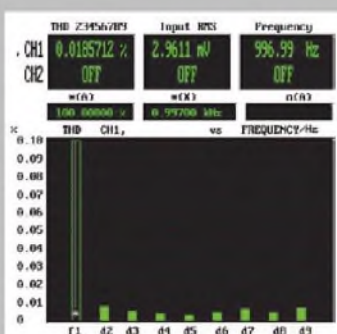 THD 23456789 Input RMS Frequency
CH1 0.0185712 % 2.9611 mV 996.99 Hz
CH2 OFF OFF OFF
100.00000 % 0.99700 kHz
% THD CH1, vs FREQUENCY/Hz
0.10
0.09
0.08
0.07
0.06
0.05
0.04
0.03
0.02
0.01
0
f1 d2 d3 d4 d5 d6 d7 d8 d9